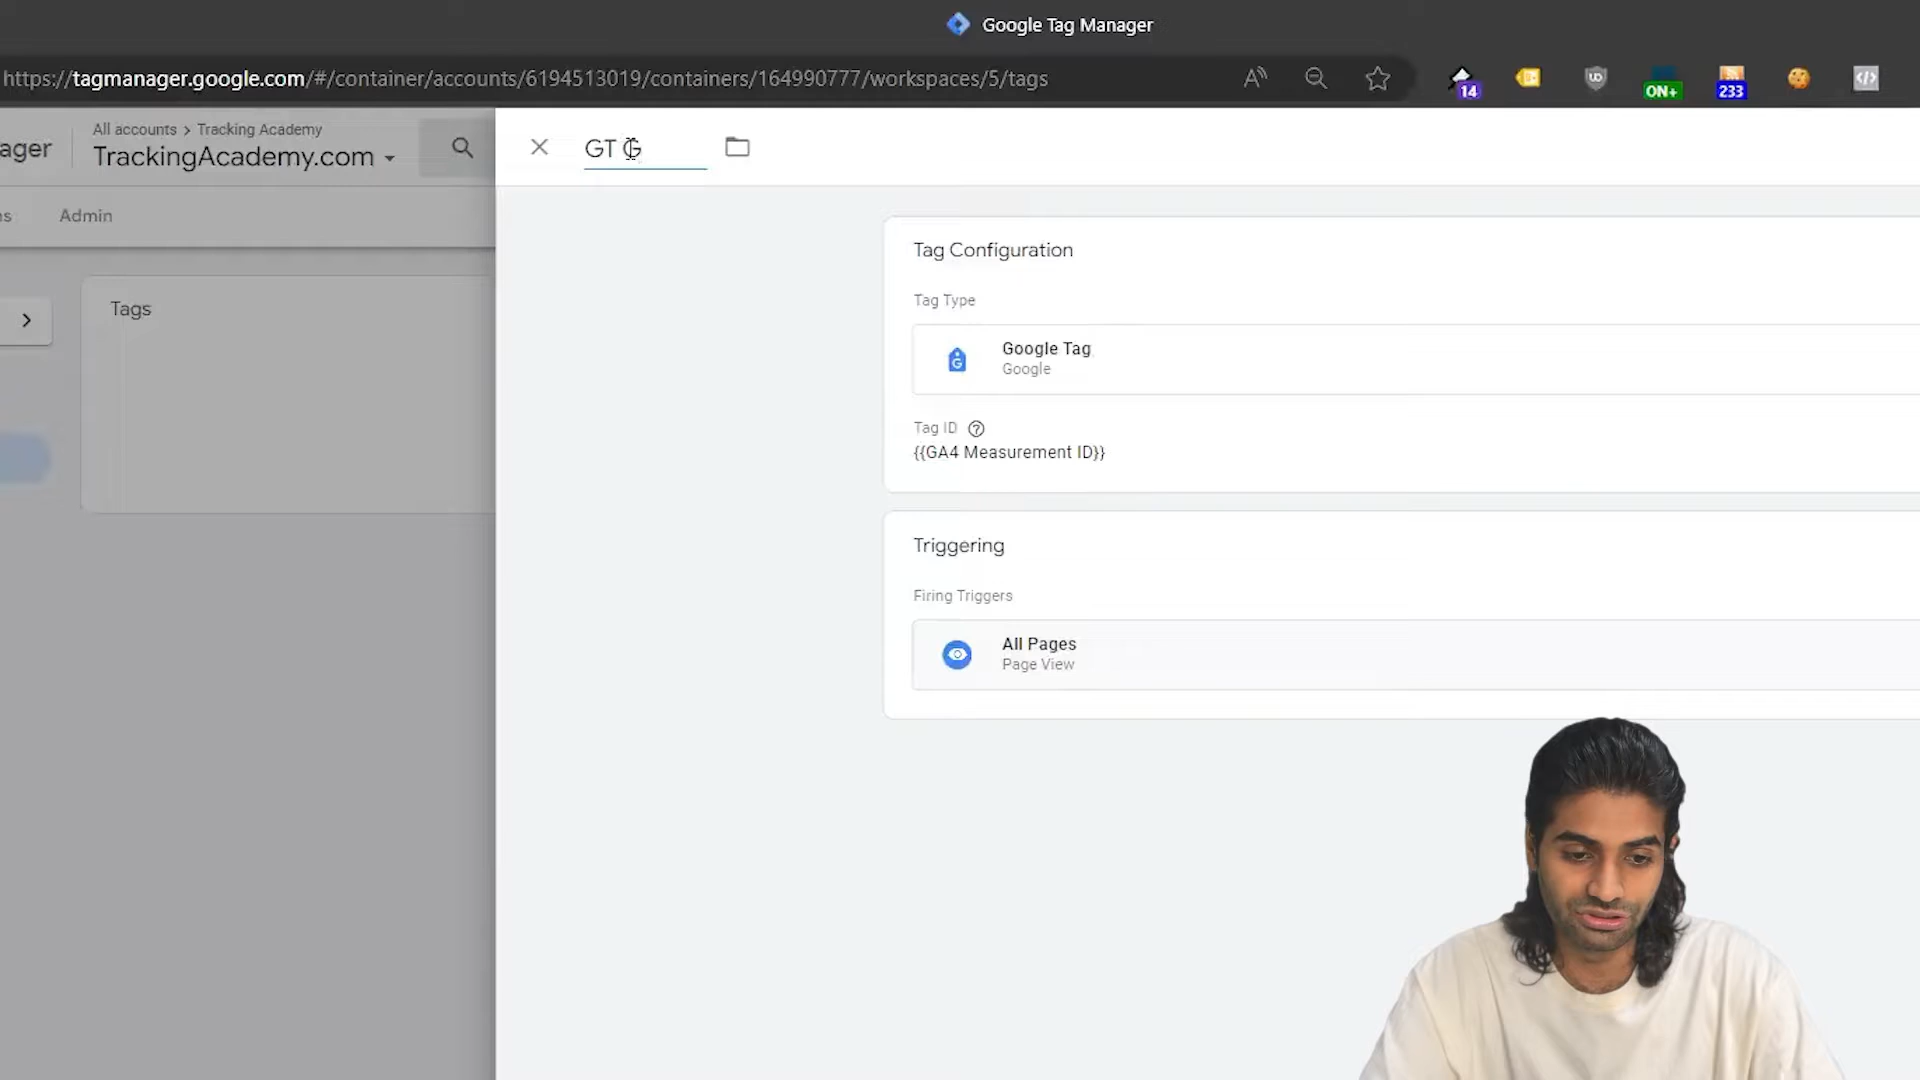 Google Tag Manager
https://tagmanager.google.com/#/container/accounts/6194513019/containers/164990777/workspaces/5/tags
A
14
UD
ON+
233
ager
All accounts > Tracking Academy
TrackingAcademy.com
GT G
ns
Admin
Tags
Tag Configuration
Tag Type
Google Tag
Google
Tag ID
{{GA4 Measurement ID}}
Triggering
Firing Triggers
All Pages
Page View